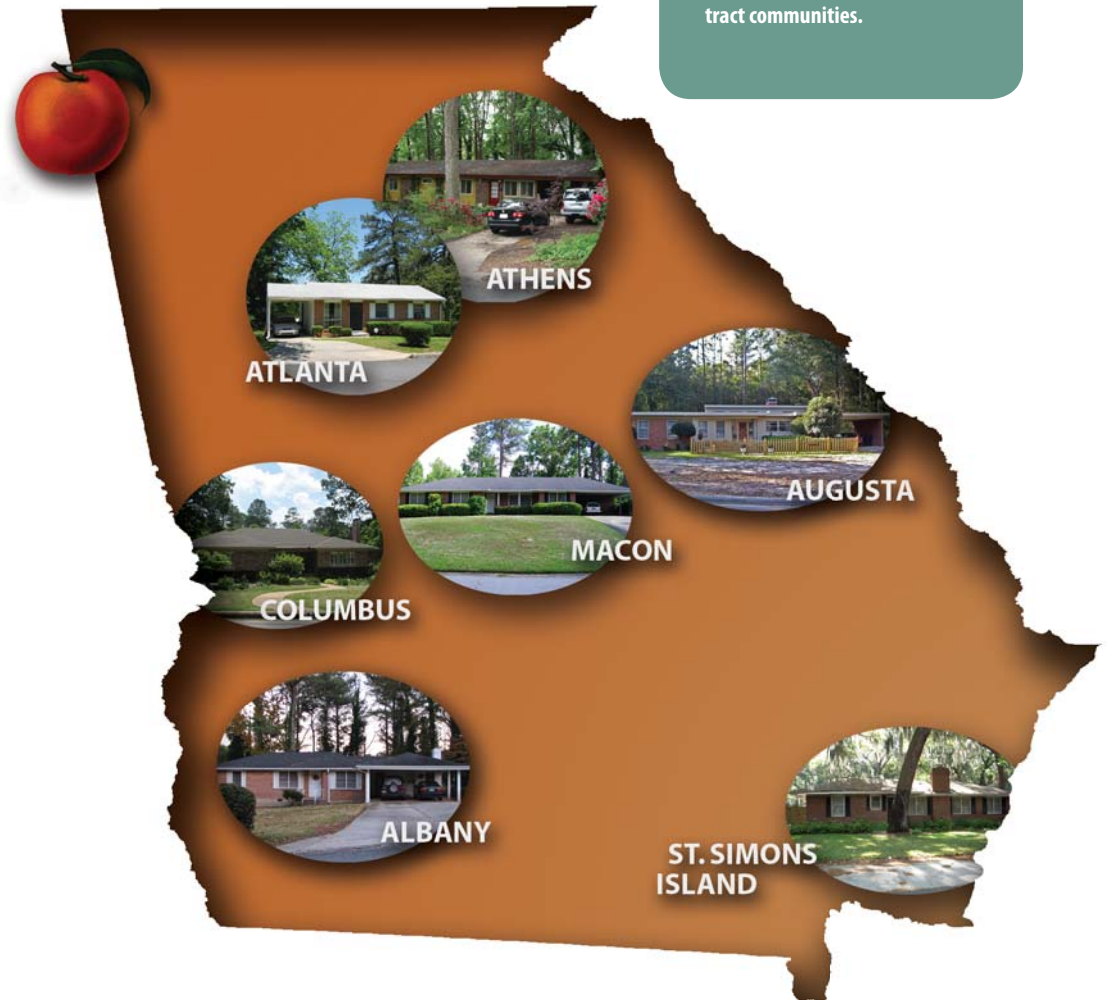 tract communities.
ATHENS
ATLANTA
AUGUSTA
MACON
COLUMBUS
ALBANY
ST. SIMONS
ISLAND